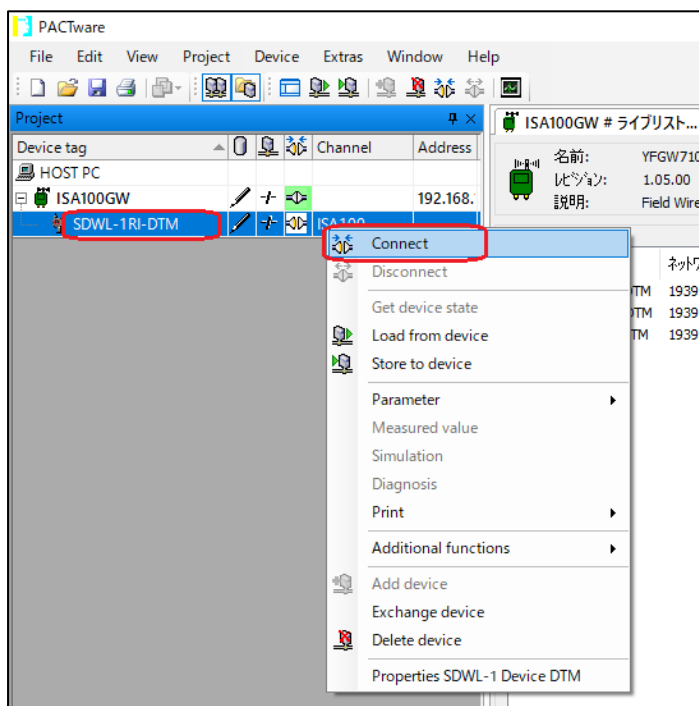 PACTware
File Edit View Project Device Extras Window Help
Project
Device tag Channel Address
HOST PC
ISA100GW 192.168.
SDWL-1RI-DTM ISA100
ISA100GW # ライブリスト...
名前: YFGW710
レビジョン: 1.05.00
説明: Field Wire
ネットワ
DTM 1939
TM 1939
TM 1939
Connect
Disconnect
Get device state
Load from device
Store to device
Parameter
Measured value
Simulation
Diagnosis
Print
Additional functions
Add device
Exchange device
Delete device
Properties SDWL-1 Device DTM